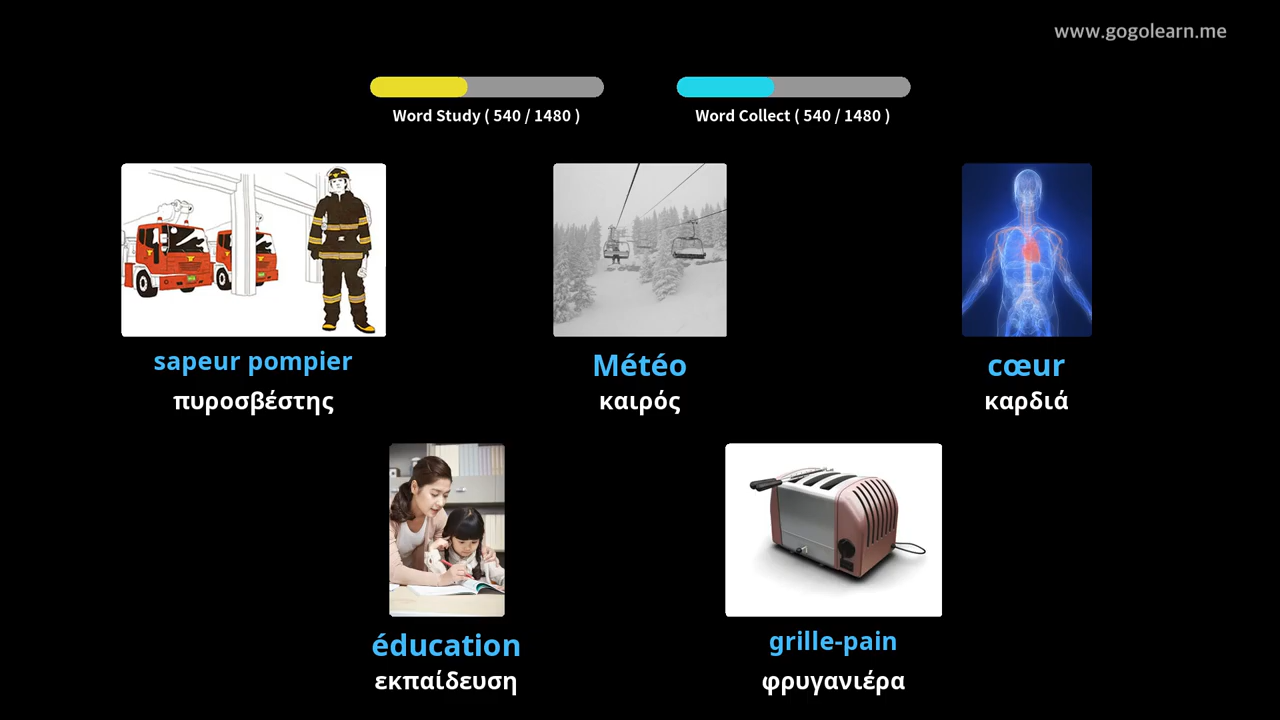 www.gogolearn.me
Word Study ( 540 / 1480 )
Word Collect ( 540 / 1480 )
sapeur pompier
πυροσβέστης
Météo
καιρός
cœur
καρδιά
éducation
εκπαίδευση
grille-pain
φρυγανιέρα